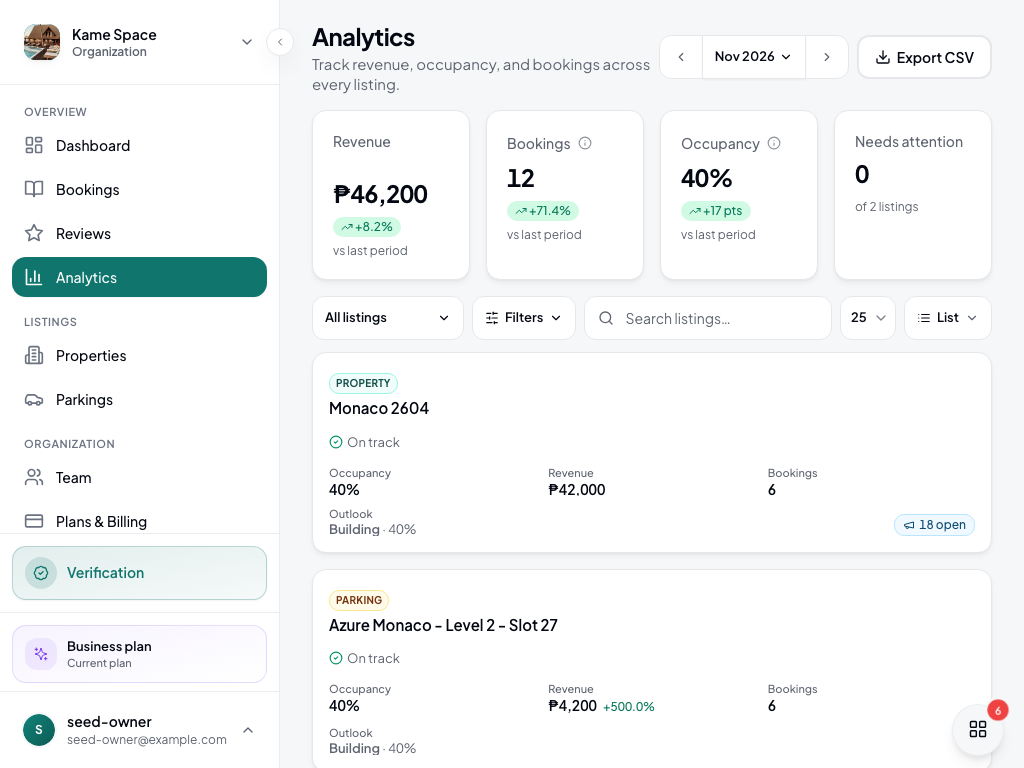 Kame Space
Organization
OVERVIEW
Dashboard
Bookings
Reviews
Analytics
LISTINGS
Properties
Parkings
ORGANIZATION
Team
Plans & Billing
Verification
Business plan
Current plan
S
seed-owner
seed-owner@example.com
Analytics
Track revenue, occupancy, and bookings across
every listing.
Nov 2026
Export CSV
Revenue
₱46,200
+8.2%
vs last period
Bookings
12
+71.4%
vs last period
Occupancy
40%
+17 pts
vs last period
Needs attention
0
of 2 listings
All listings
Filters
Search listings...
25
List
PROPERTY
Monaco 2604
On track
Occupancy
40%
Revenue
₱42,000
Bookings
6
Outlook
Building · 40%
18 open
PARKING
Azure Monaco - Level 2 - Slot 27
On track
Occupancy
40%
Revenue
₱4,200 +500.0%
Bookings
6
Outlook
Building · 40%
6